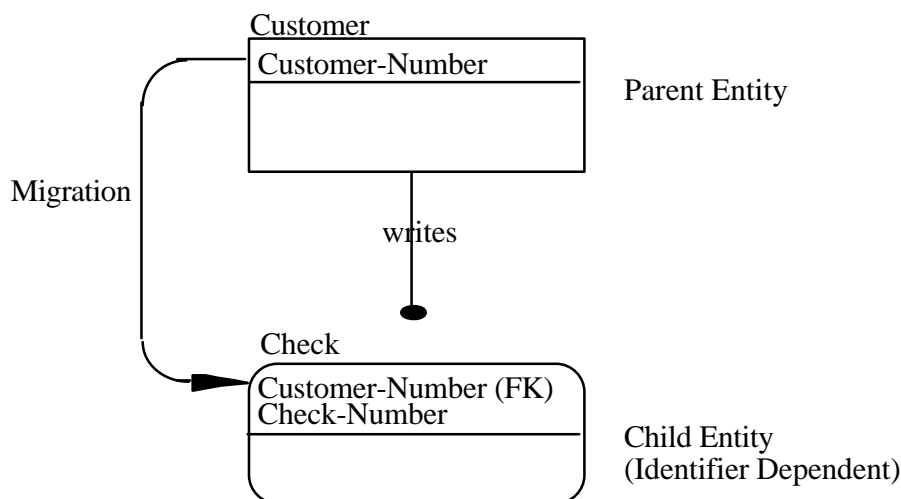 Customer
Customer-Number
Parent Entity
Migration
writes
Check
Customer-Number (FK)
Check-Number
Child Entity
(Identifier Dependent)